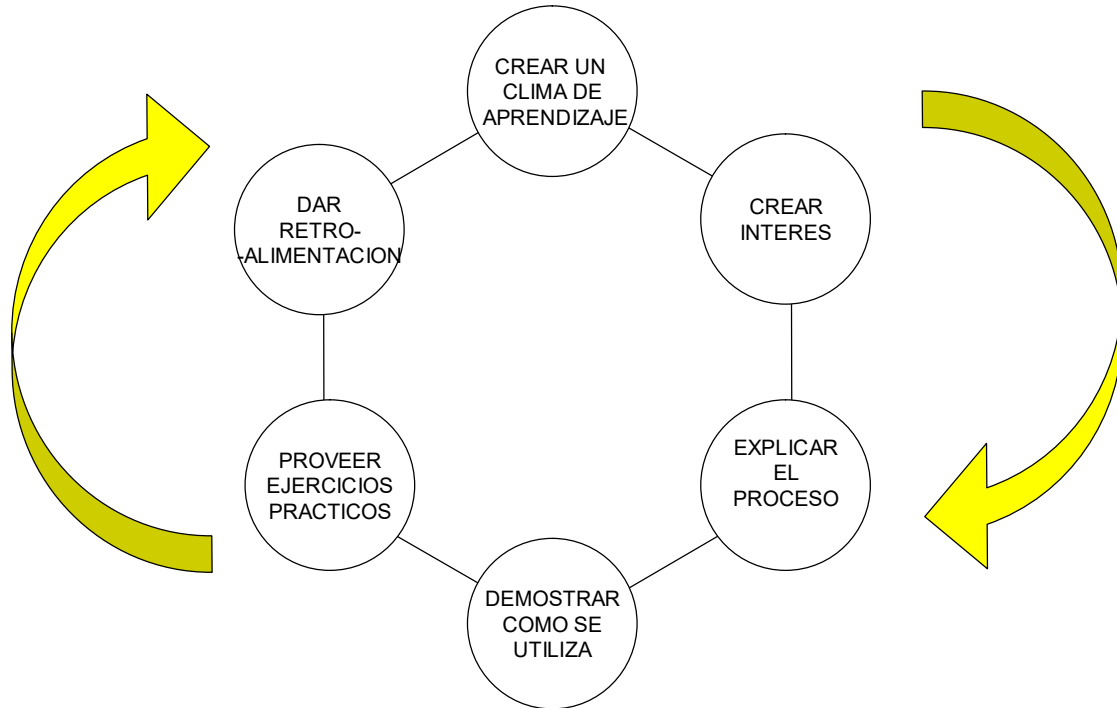 CREAR UN
CLIMA DE
APRENDIZAJE
CREAR
INTERES
EXPLICAR
EL
PROCESO
DEMOSTRAR
COMO SE
UTILIZA
PROVEER
EJERCICIOS
PRACTICOS
DAR
RETRO-
-ALIMENTACION